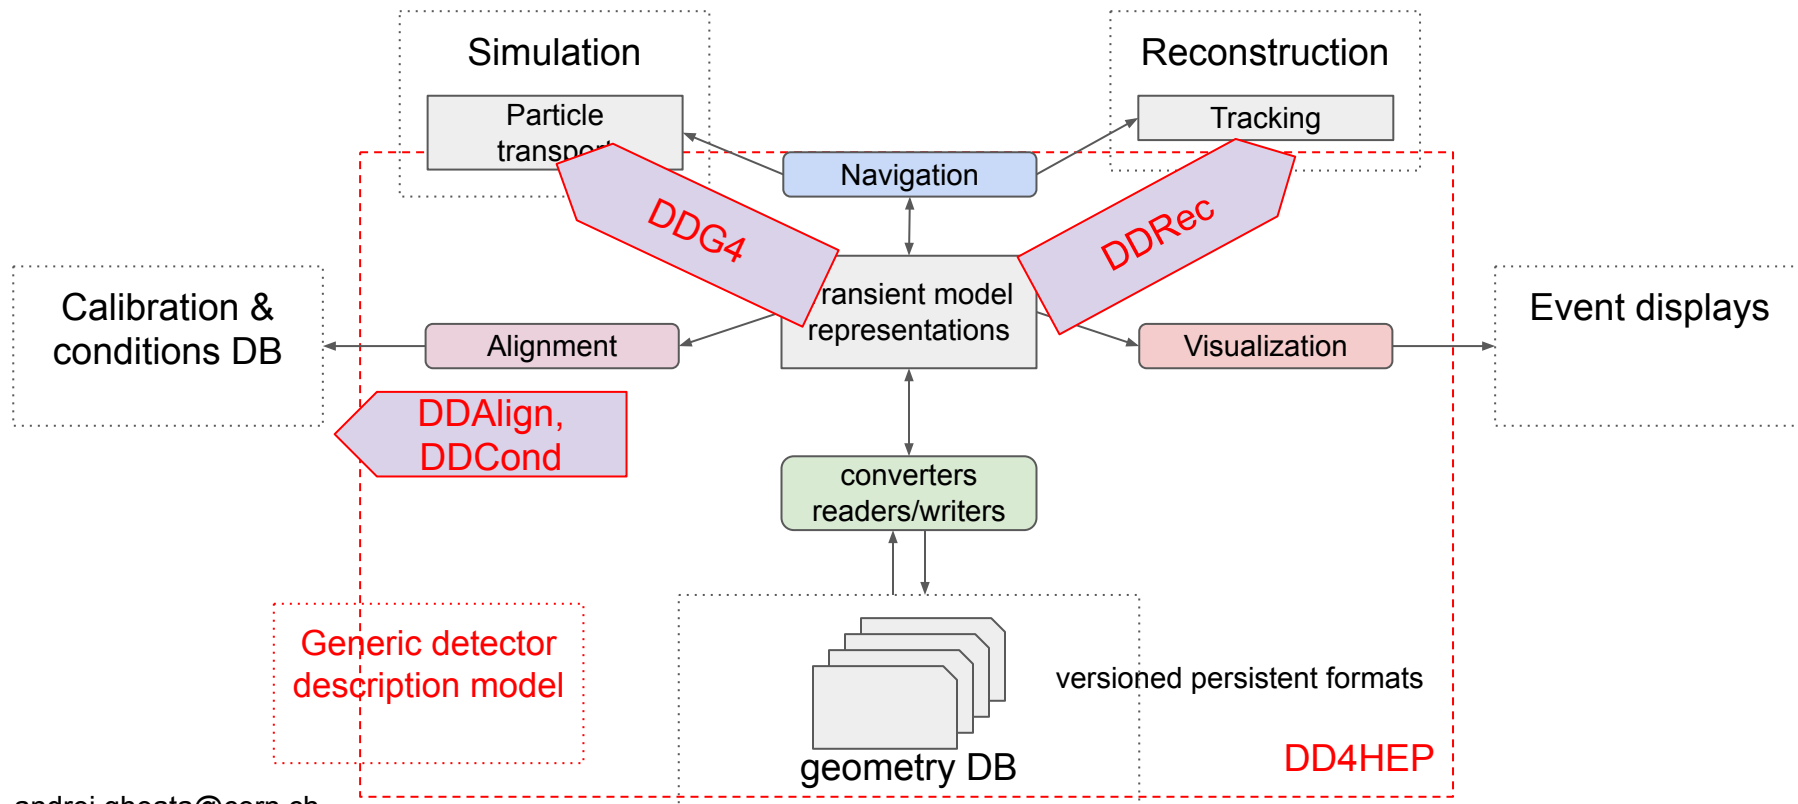 Simulation
Reconstruction
Particle
transport
Tracking
Navigation
DDG4
DDRec
Calibration &
conditions DB
Alignment
ransient model
representations
Visualization
Event displays
DDAlign,
DDCond
converters
readers/writers
Generic detector
description model
versioned persistent formats
geometry DB
DD4HEP